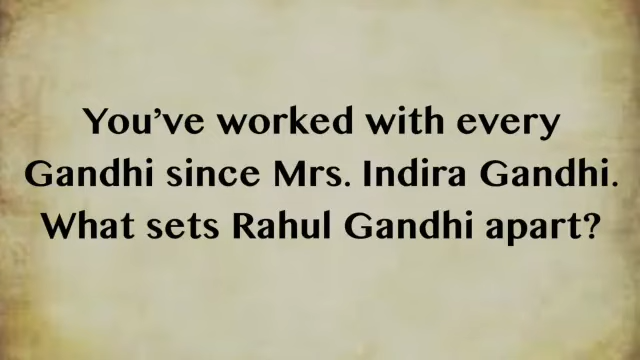 You’ve worked with every
Gandhi since Mrs. Indira Gandhi.
What sets Rahul Gandhi apart?